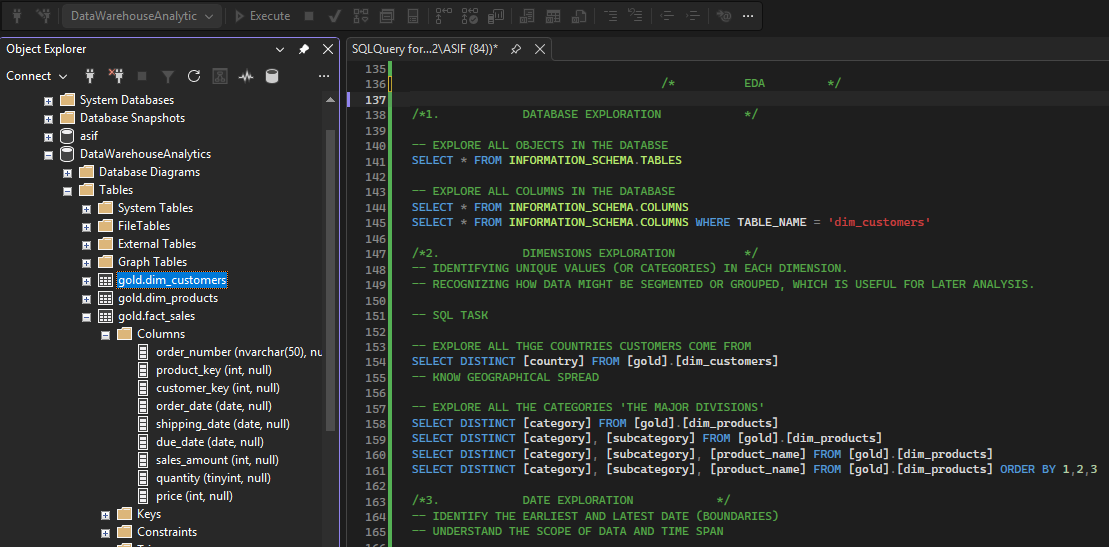 DataWarehouseAnalytic
Execute
Object Explorer
Connect
System Databases
Database Snapshots
asif
DataWarehouseAnalytics
Database Diagrams
Tables
System Tables
FileTables
External Tables
Graph Tables
gold.dim_customers
gold.dim_products
gold.fact_sales
Columns
order_number (nvarchar(50), nu
product_key (int, null)
customer_key (int, null)
order_date (date, null)
shipping_date (date, null)
due_date (date, null)
sales_amount (int, null)
quantity (tinyint, null)
price (int, null)
Keys
Constraints
SQLQuery for...2\ASIF (84))*
135
136 /* EDA */
137
138 /*1. DATABASE EXPLORATION */
139
140 -- EXPLORE ALL OBJECTS IN THE DATABSE
141 SELECT * FROM INFORMATION_SCHEMA.TABLES
142
143 -- EXPLORE ALL COLUMNS IN THE DATABASE
144 SELECT * FROM INFORMATION_SCHEMA.COLUMNS
145 SELECT * FROM INFORMATION_SCHEMA.COLUMNS WHERE TABLE_NAME = 'dim_customers'
146
147 /*2. DIMENSIONS EXPLORATION */
148 -- IDENTIFYING UNIQUE VALUES (OR CATEGORIES) IN EACH DIMENSION.
149 -- RECOGNIZING HOW DATA MIGHT BE SEGMENTED OR GROUPED, WHICH IS USEFUL FOR LATER ANALYSIS.
150
151 -- SQL TASK
152
153 -- EXPLORE ALL THGE COUNTRIES CUSTOMERS COME FROM
154 SELECT DISTINCT [country] FROM [gold].[dim_customers]
155 -- KNOW GEOGRAPHICAL SPREAD
156
157 -- EXPLORE ALL THE CATEGORIES 'THE MAJOR DIVISIONS'
158 SELECT DISTINCT [category] FROM [gold].[dim_products]
159 SELECT DISTINCT [category], [subcategory] FROM [gold].[dim_products]
160 SELECT DISTINCT [category], [subcategory], [product_name] FROM [gold].[dim_products]
161 SELECT DISTINCT [category], [subcategory], [product_name] FROM [gold].[dim_products] ORDER BY 1,2,3
162
163 /*3. DATE EXPLORATION */
164 -- IDENTIFY THE EARLIEST AND LATEST DATE (BOUNDARIES)
165 -- UNDERSTAND THE SCOPE OF DATA AND TIME SPAN